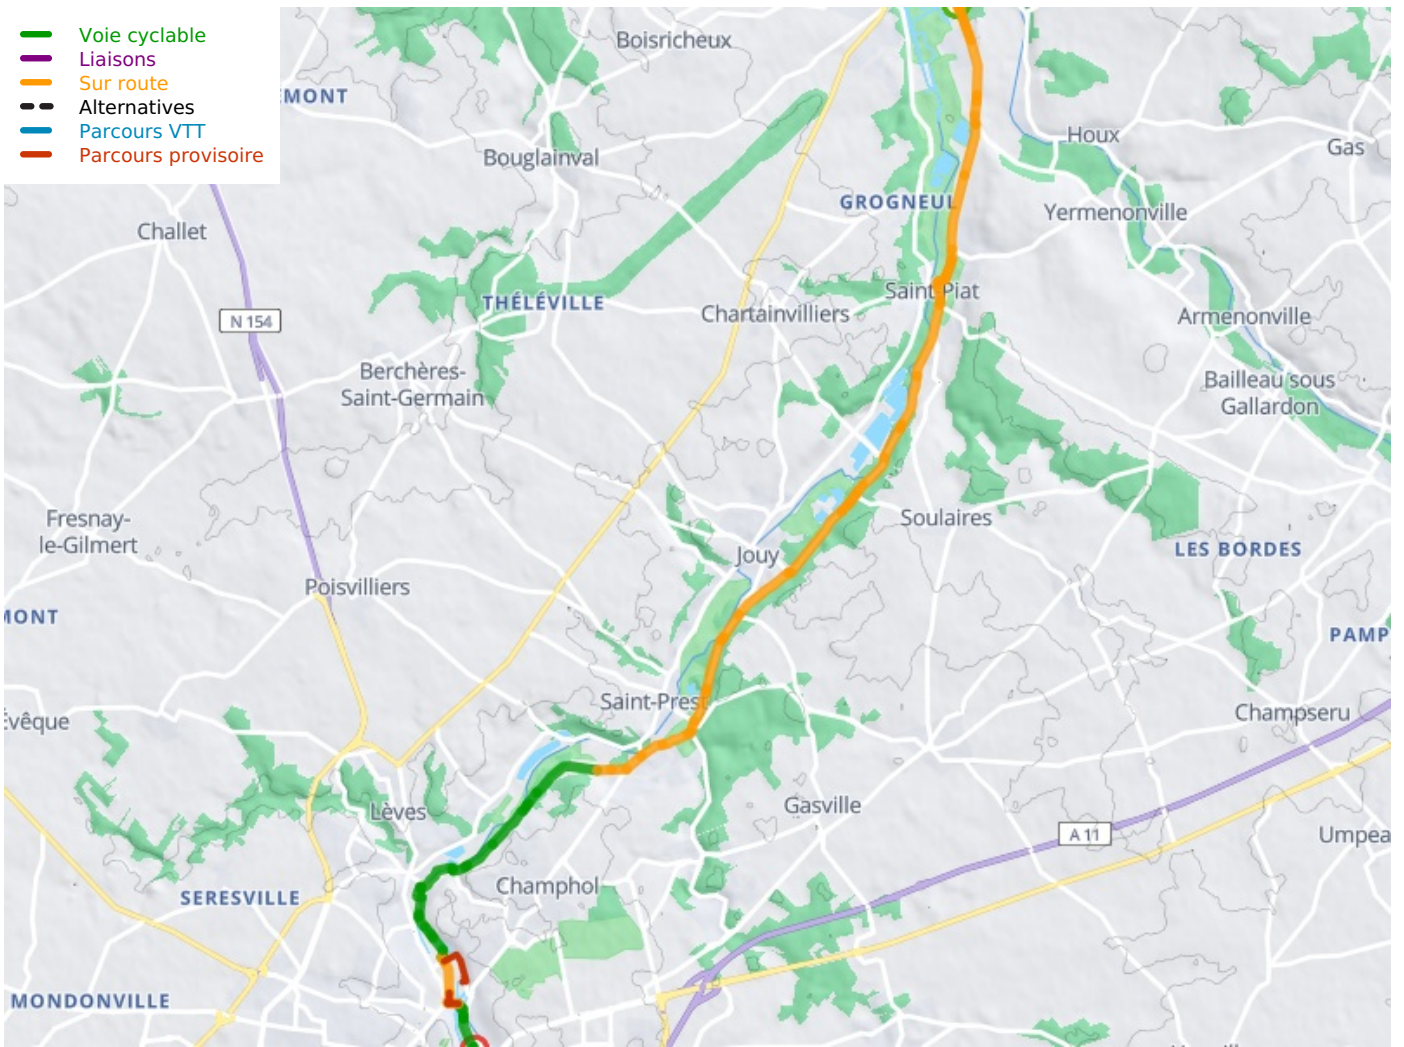 Voie cyclable
Liaisons
Sur route
Alternatives
Parcours VTT
Parcours provisoire
Boisricheux
EMONT
Houx
Gas
Bouglainval
GROGNEUL
Yermenonville
Challet
THÉLÉVILLE
Saint-Piat
Chartainvilliers
Armenonville
N 154
Berchères-
Saint-Germain
Bailleau sous
Gallardon
Fresnay-
le-Gilmert
Soulaires
LES BORDES
Jouy
Poisvilliers
MONT
PAMP
Saint-Prest
Évêque
Champseru
Lèves
Gasville
A 11
Umpea
Champhol
SERESVILLE
MONDONVILLE